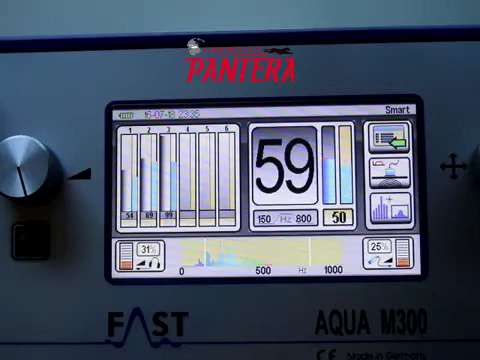 PANTERA
16-07-18 23:35 Smart
1 2 3 4 5 6
59
54 69 99
150 Hz 800 50
31% 25%
0 500 Hz 1000
FAST AQUA M300
CE Made in Germany